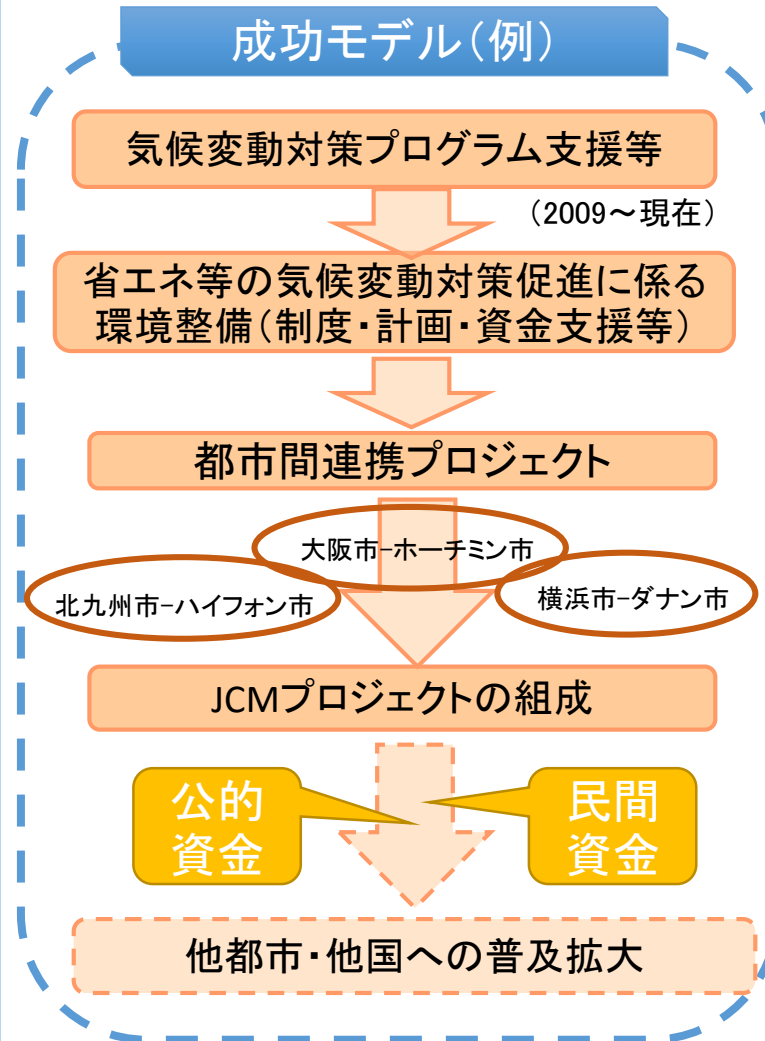 成功モデル(例)
気候変動対策プログラム支援等
(2009～現在)
省エネ等の気候変動対策促進に係る
環境整備(制度・計画・資金支援等)
都市間連携プロジェクト
大阪市-ホーチミン市
北九州市-ハイフォン市
横浜市-ダナン市
JCMプロジェクトの組成
公的
資金
民間
資金
他都市・他国への普及拡大